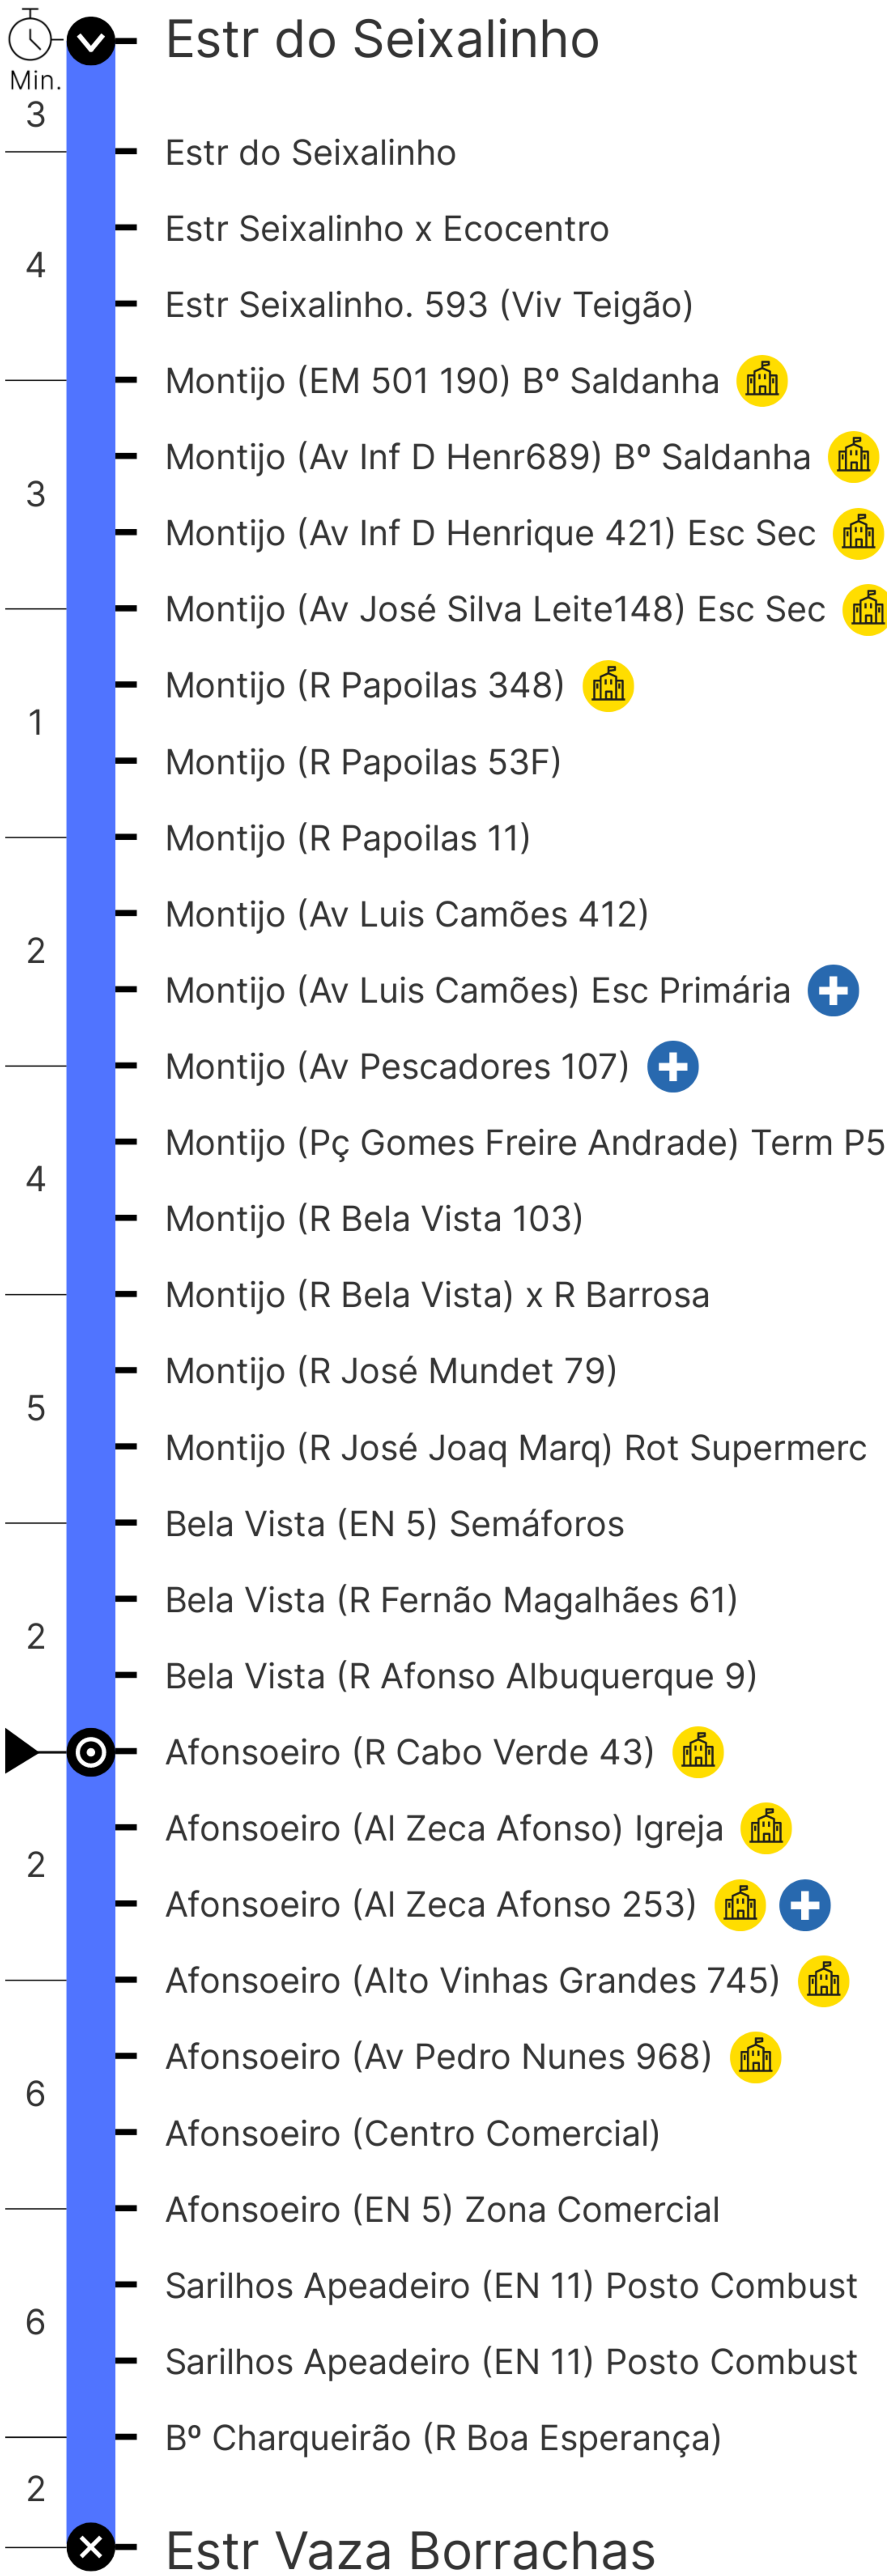 Estr do Seixalinho
Min.
3
Estr do Seixalinho
Estr Seixalinho x Ecocentro
4
Estr Seixalinho. 593 (Viv Teigão)
Montijo (EM 501 190) Bº Saldanha
Montijo (Av Inf D Henr689) Bº Saldanha
3
Montijo (Av Inf D Henrique 421) Esc Sec
Montijo (Av José Silva Leite148) Esc Sec
Montijo (R Papoilas 348)
1
Montijo (R Papoilas 53F)
Montijo (R Papoilas 11)
Montijo (Av Luis Camões 412)
2
Montijo (Av Luis Camões) Esc Primária
Montijo (Av Pescadores 107)
Montijo (Pç Gomes Freire Andrade) Term P5
4
Montijo (R Bela Vista 103)
Montijo (R Bela Vista) x R Barrosa
Montijo (R José Mundet 79)
5
Montijo (R José Joaq Marq) Rot Supermerc
Bela Vista (EN 5) Semáforos
Bela Vista (R Fernão Magalhães 61)
2
Bela Vista (R Afonso Albuquerque 9)
Afonsoeiro (R Cabo Verde 43)
Afonsoeiro (Al Zeca Afonso) Igreja
2
Afonsoeiro (Al Zeca Afonso 253)
Afonsoeiro (Alto Vinhas Grandes 745)
Afonsoeiro (Av Pedro Nunes 968)
6
Afonsoeiro (Centro Comercial)
Afonsoeiro (EN 5) Zona Comercial
Sarilhos Apeadeiro (EN 11) Posto Combust
6
Sarilhos Apeadeiro (EN 11) Posto Combust
Bº Charqueirão (R Boa Esperança)
2
Estr Vaza Borrachas